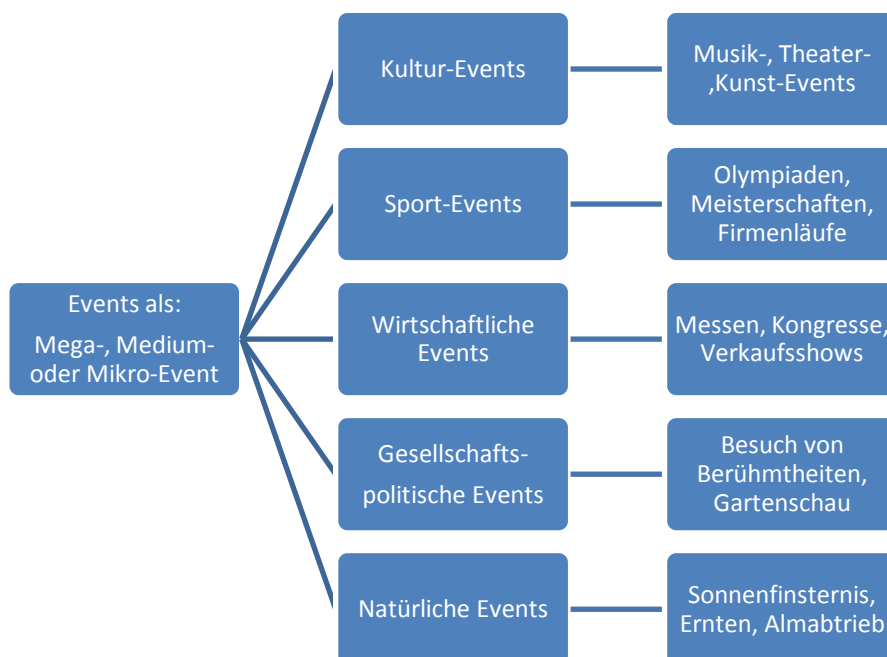 Kultur-Events
Musik-, Theater-
,Kunst-Events
Sport-Events
Olympiaden,
Meisterschaften,
Firmenläufe
Events als:
Mega-, Medium-
oder Mikro-Event
Wirtschaftliche
Events
Messen, Kongresse,
Verkaufsshows
Gesellschafts-
politische Events
Besuch von
Berühmtheiten,
Gartenschau
Natürliche Events
Sonnenfinsternis,
Ernten, Almabtrieb